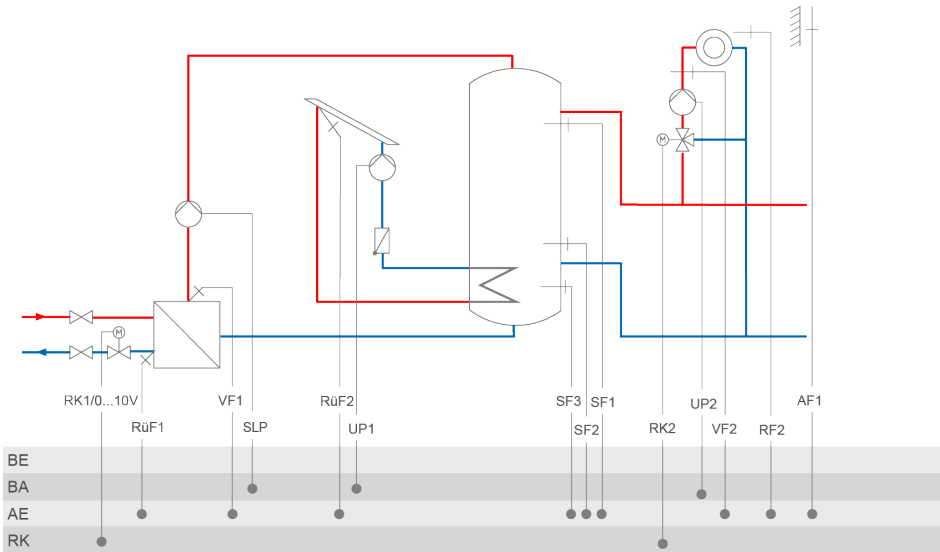 M
M
RK1/0...10V
VF1
RüF2
SF3
SF1
UP2
AF1
RüF1
SLP
UP1
SF2
RK2
VF2
RF2
BE
BA
AE
RK